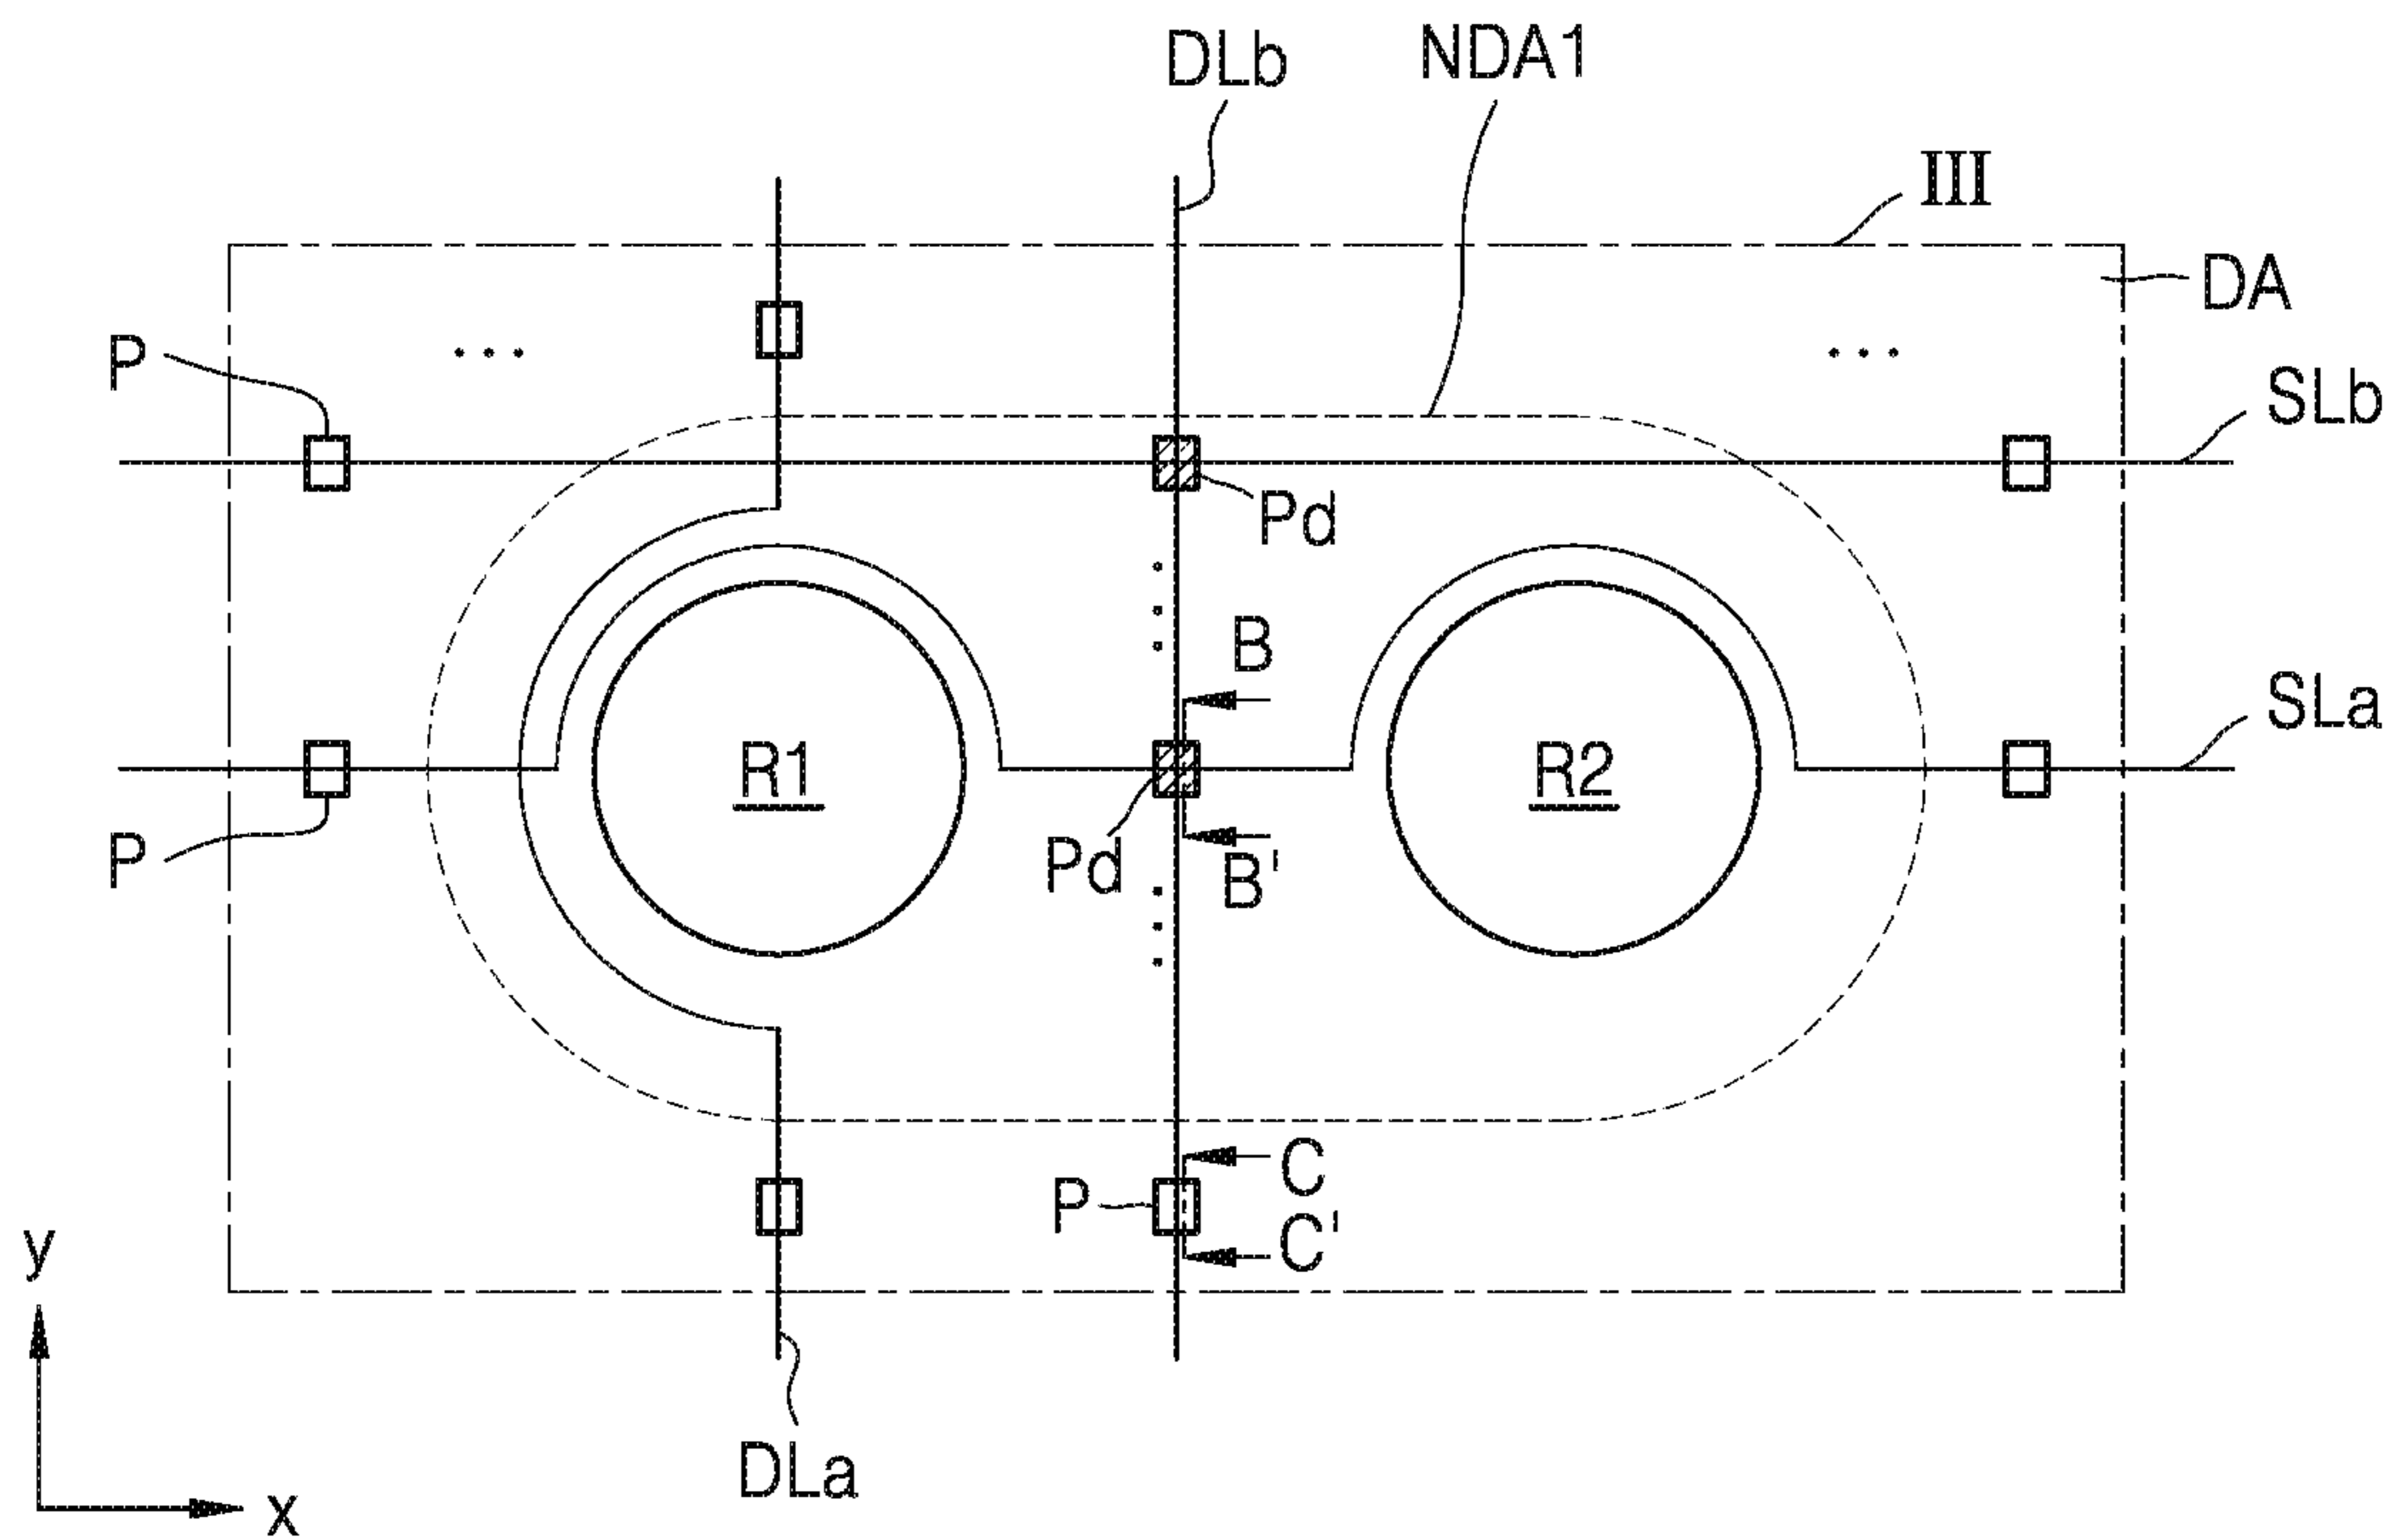 DLb
NDA1
III
DA
P
...
...
SLb
Pd
B
SLa
R1
R2
P
Pd
B'
C
P
C'
y
DLa
x